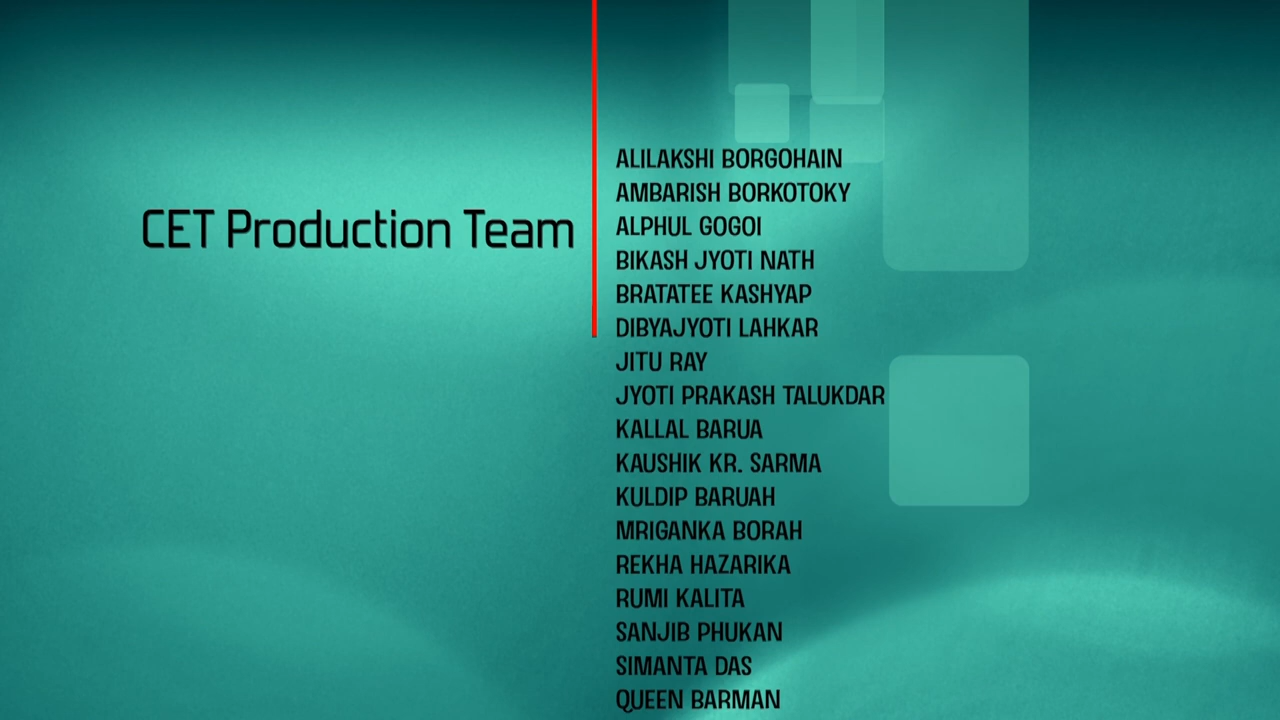 CET Production Team
ALILAKSHI BORGOHAIN
AMBARISH BORKOTOKY
ALPHUL GOGOI
BIKASH JYOTI NATH
BRATATEE KASHYAP
DIBYAJYOTI LAHKAR
JITU RAY
JYOTI PRAKASH TALUKDAR
KALLAL BARUA
KAUSHIK KR. SARMA
KULDIP BARUAH
MRIGANKA BORAH
REKHA HAZARIKA
RUMI KALITA
SANJIB PHUKAN
SIMANTA DAS
QUEEN BARMAN